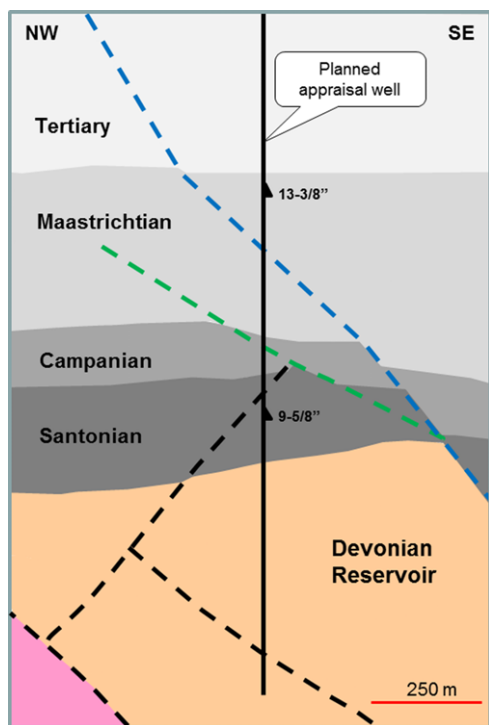 NW
SE
Planned
appraisal well
Tertiary
13-3/8”
Maastrichtian
Campanian
9-5/8”
Santonian
Devonian
Reservoir
250 m